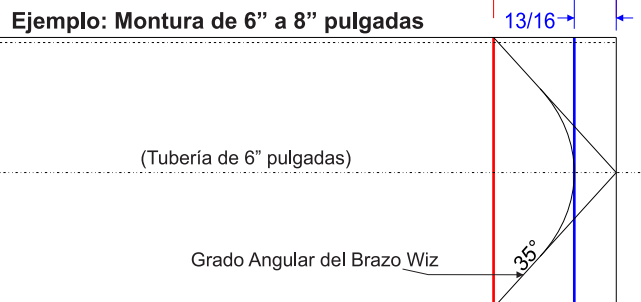 Ejemplo: Montura de 6” a 8” pulgadas
13/16
(Tubería de 6” pulgadas)
Grado Angular del Brazo Wiz
35°